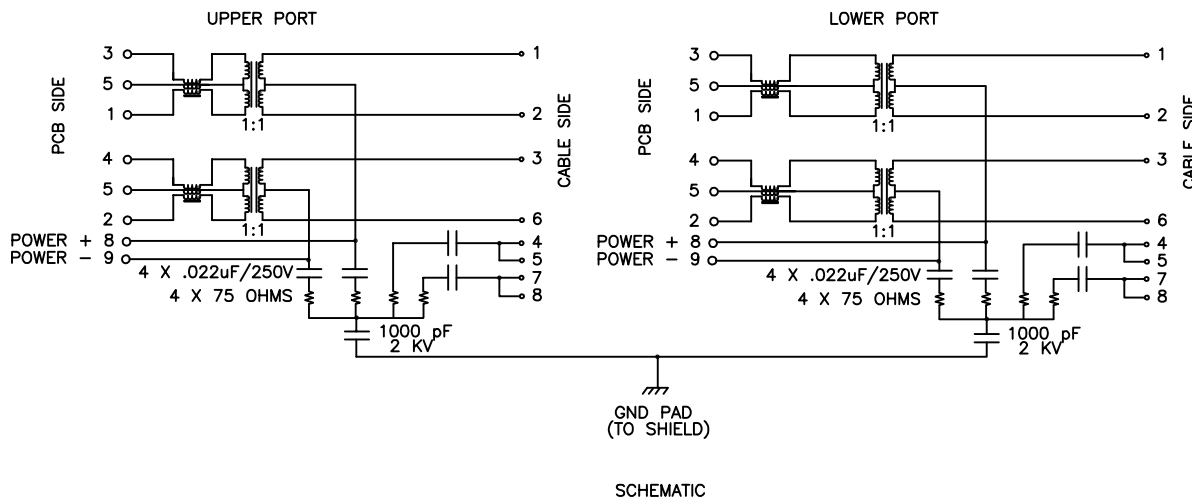 UPPER PORT
LOWER PORT
PCB SIDE
3
5
1
4
5
2
POWER + 8
POWER - 9
1:1
1:1
1
2
3
6
4
5
7
8
CABLE SIDE
4 X .022uF/250V
4 X 75 OHMS
1000 pF
2 KV
PCB SIDE
3
5
1
4
5
2
POWER + 8
POWER - 9
1:1
1:1
1
2
3
6
4
5
7
8
CABLE SIDE
4 X .022uF/250V
4 X 75 OHMS
1000 pF
2 KV
GND PAD
(TO SHIELD)
SCHEMATIC